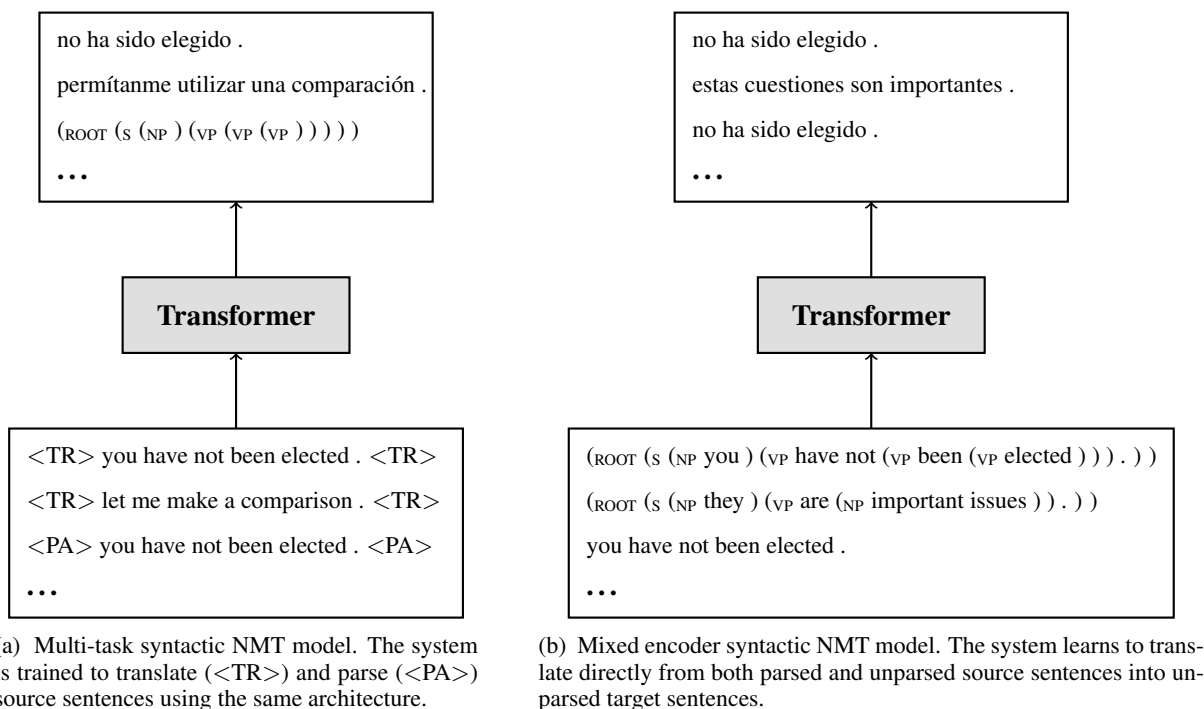 no ha sido elegido .
permítanme utilizar una comparación .
(ROOT (S (NP ) (VP (VP (VP ) ) ) ) )
...
Transformer
<TR> you have not been elected . <TR>
<TR> let me make a comparison . <TR>
<PA> you have not been elected . <PA>
...
a) Multi-task syntactic NMT model. The system
s trained to translate (<TR>) and parse (<PA>)
source sentences using the same architecture.
no ha sido elegido .
estas cuestiones son importantes .
no ha sido elegido .
...
Transformer
(ROOT (S (NP you ) (VP have not (VP been (VP elected ) ) ) . ) )
(ROOT (S (NP they ) (VP are (NP important issues ) ) . ) )
you have not been elected .
...
(b) Mixed encoder syntactic NMT model. The system learns to trans-
late directly from both parsed and unparsed source sentences into un-
parsed target sentences.